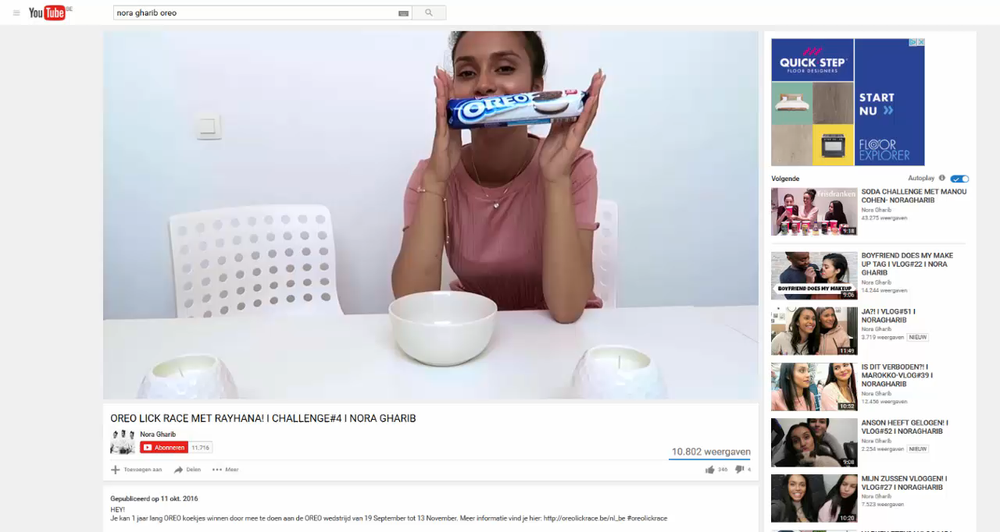 YouTube BE
nora gharib oreo
OREO
QUICK STEP
FLOOR DESIGNERS
START
NU »
FLOOR
EXPLORER
Volgende
Autoplay
frisdranken
9:18
SODA CHALLENGE MET MANOU
COHEN- NORAGHARIB
Nora Gharib
43.275 weergaven
BOYFRIEND DOES MY MAKEUP
9:06
BOYFRIEND DOES MY MAKE
UP TAG I VLOG#22 I NORA
GHARIB
Nora Gharib
14.244 weergaven
11:49
JA?! I VLOG#51 I
NORAGHARIB
Nora Gharib
3.719 weergaven NIEUW
10:52
IS DIT VERBODEN?! I
MAROKKO-VLOG#39 I
NORAGHARIB
Nora Gharib
12.456 weergaven
9:08
ANSON HEEFT GELOGEN! I
VLOG#52 I NORAGHARIB
Nora Gharib
2.254 weergaven NIEUW
10:20
MIJN ZUSSEN VLOGGEN! I
VLOG#27 I NORAGHARIB
Nora Gharib
7.523 weergaven
OREO LICK RACE MET RAYHANA! I CHALLENGE#4 I NORA GHARIB
Nora Gharib
Abonneren 11,716
10.802 weergaven
Toevoegen aan Delen Meer
346 4
Gepubliceerd op 11 okt. 2016
HEY!
Je kan 1 jaar lang OREO koekjes winnen door mee te doen aan de OREO wedstrijd van 19 September tot 13 November. Meer informatie vind je hier: http://oreolickrace.be/nl_be #oreolickrace